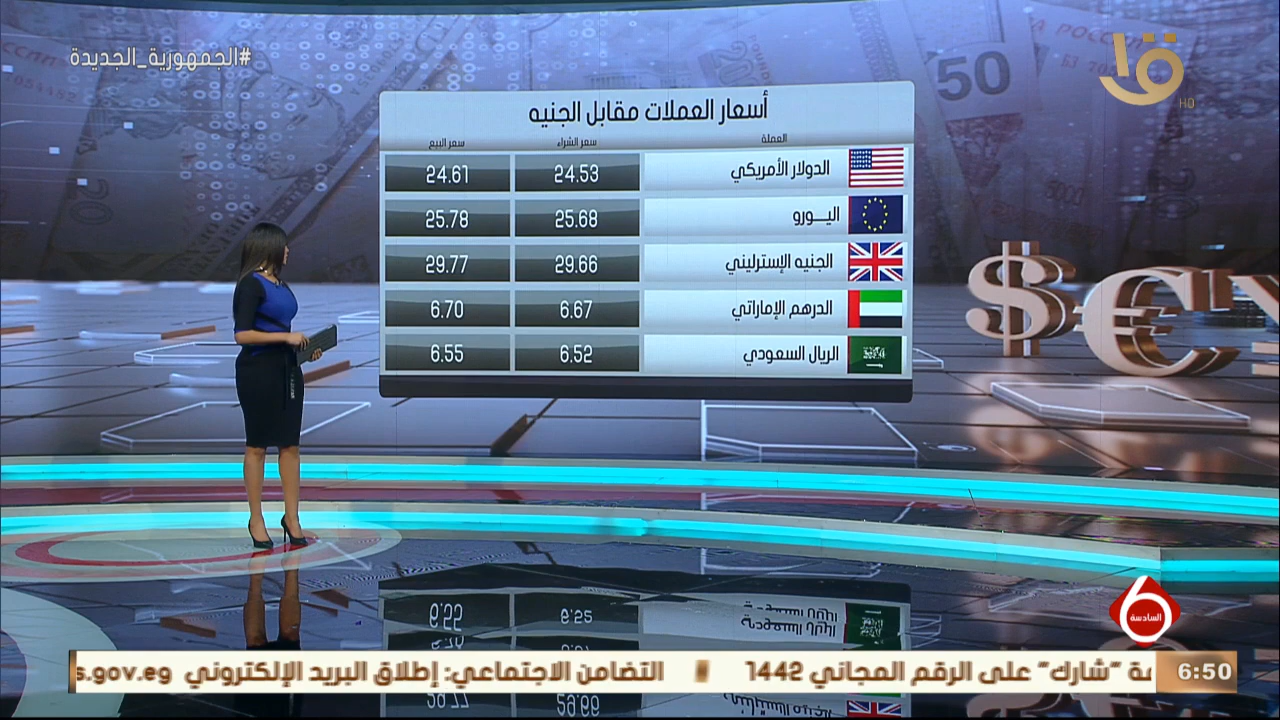 #الجمهورية_الجديدة
HD
أسعار العملات مقابل الجنيه
العملة سعر الشراء سعر البيع
الدولار الأمريكي 24.53 24.61
اليـورو 25.68 25.78
الجنيه الإسترليني 29.66 29.77
الدرهم الإماراتي 6.67 6.70
الريال السعودي 6.52 6.55
50
$€
السادسة
6:50
ـة "شارك" على الرقم المجاني 1442 التضامن الاجتماعي: إطلاق البريد الإلكتروني s.gov.eg